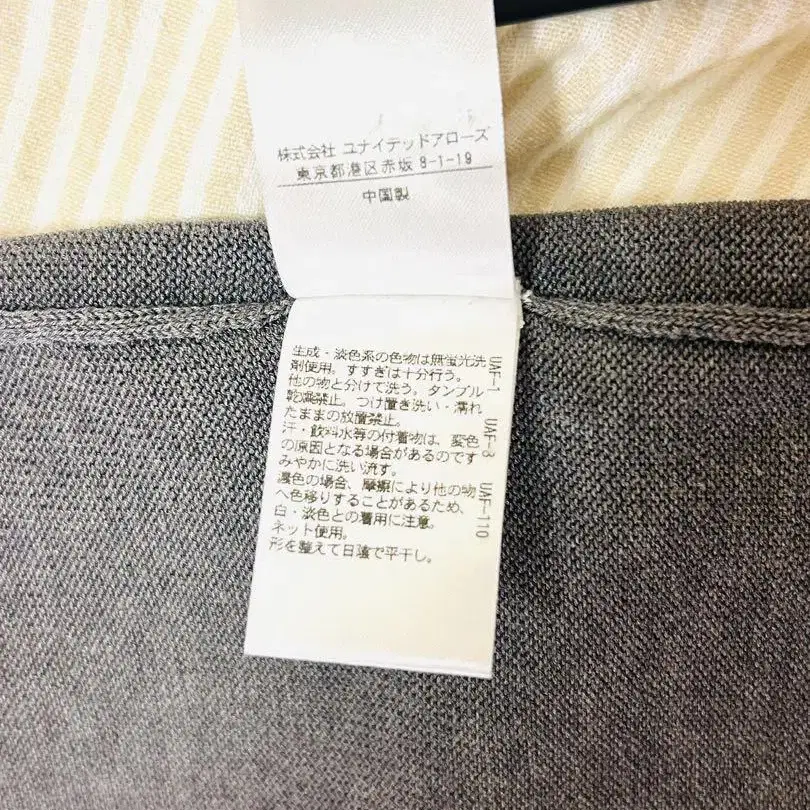 株式会社 ユナイテッドアローズ
東京都港区赤坂 8-1-19
中国製
生成・淡色系の色物は無蛍光洗
剤使用。すすぎは十分行う。
他の物と分けて洗う。タンブル
乾燥禁止。つけ置き洗い・濡れ
たままの放置禁止。
汗・飲料水等の付着物は、変色
の原因となる場合があるのです
みやかに洗い流す。
濃色の場合、摩擦により他の物
へ色移りすることがあるため、
白・淡色との着用に注意。
ネット使用。
形を整えて日陰で平干し。
UAF-1 UAF-8 UAF-110